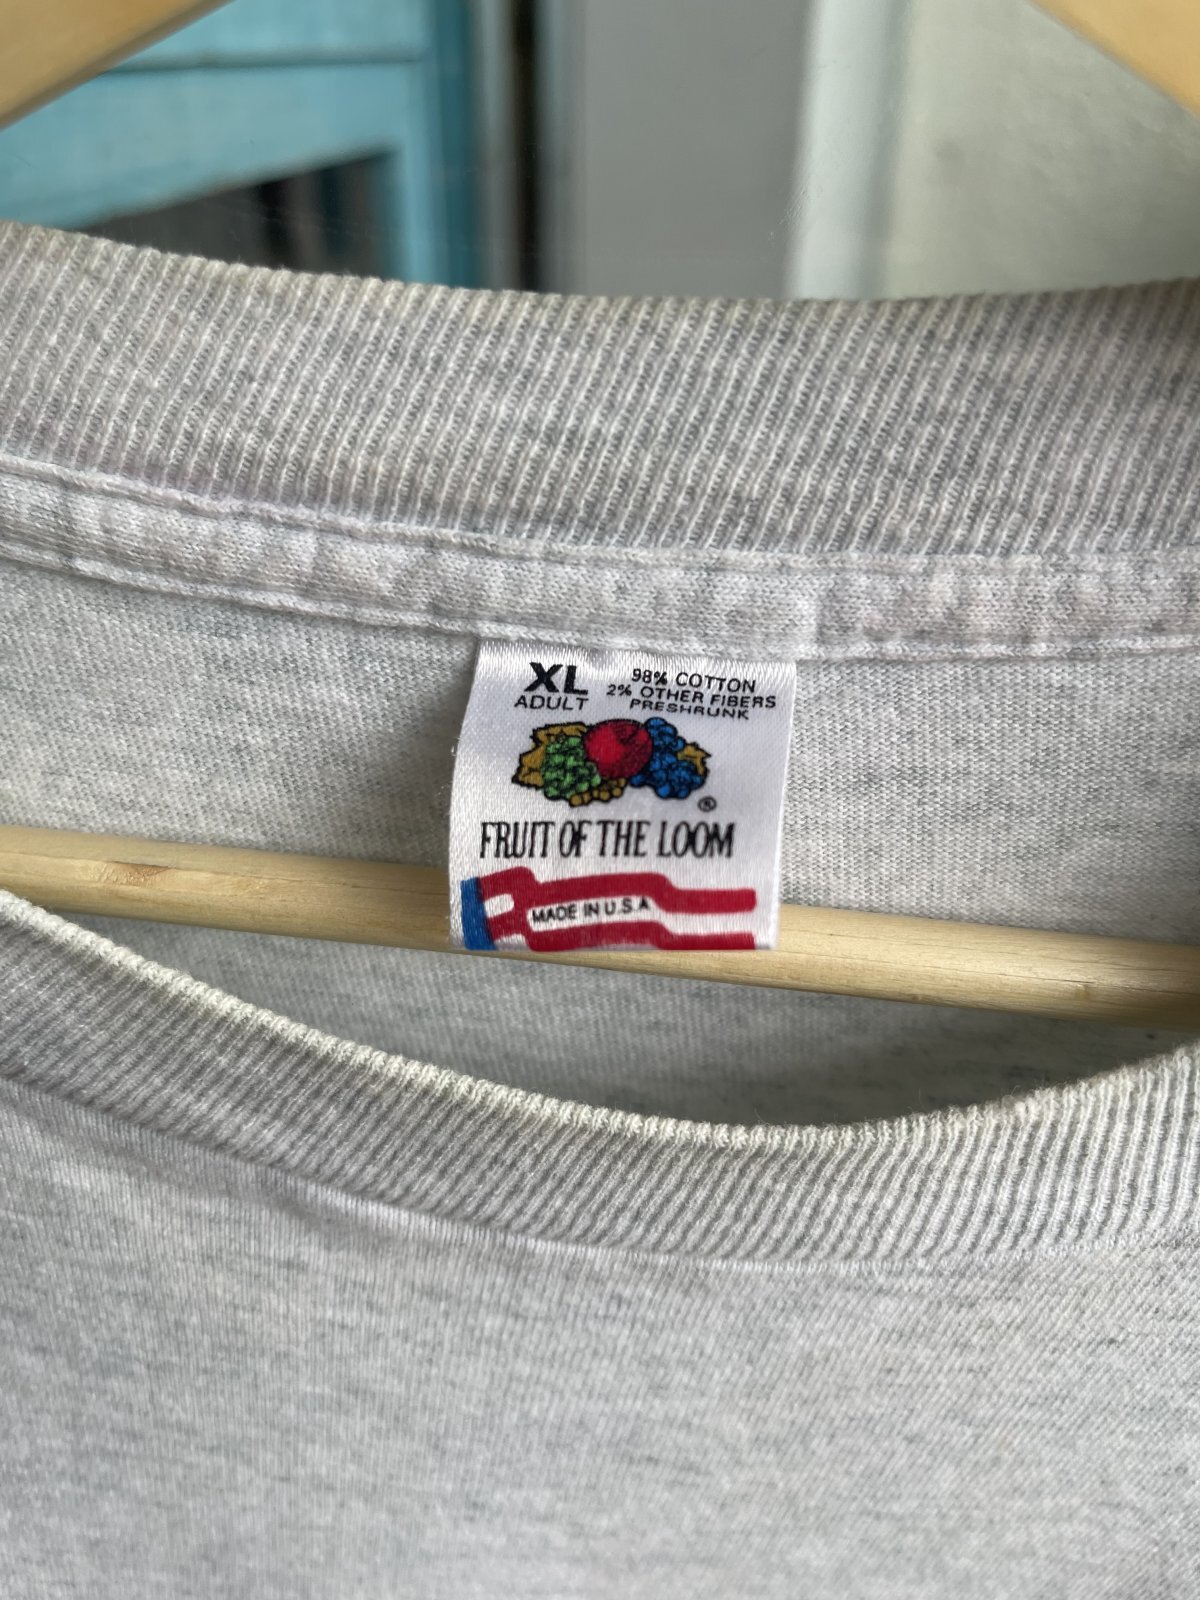 XL
ADULT
98% COTTON
2% OTHER FIBERS
PRESHRUNK
®
FRUIT OF THE LOOM
MADE IN U.S.A